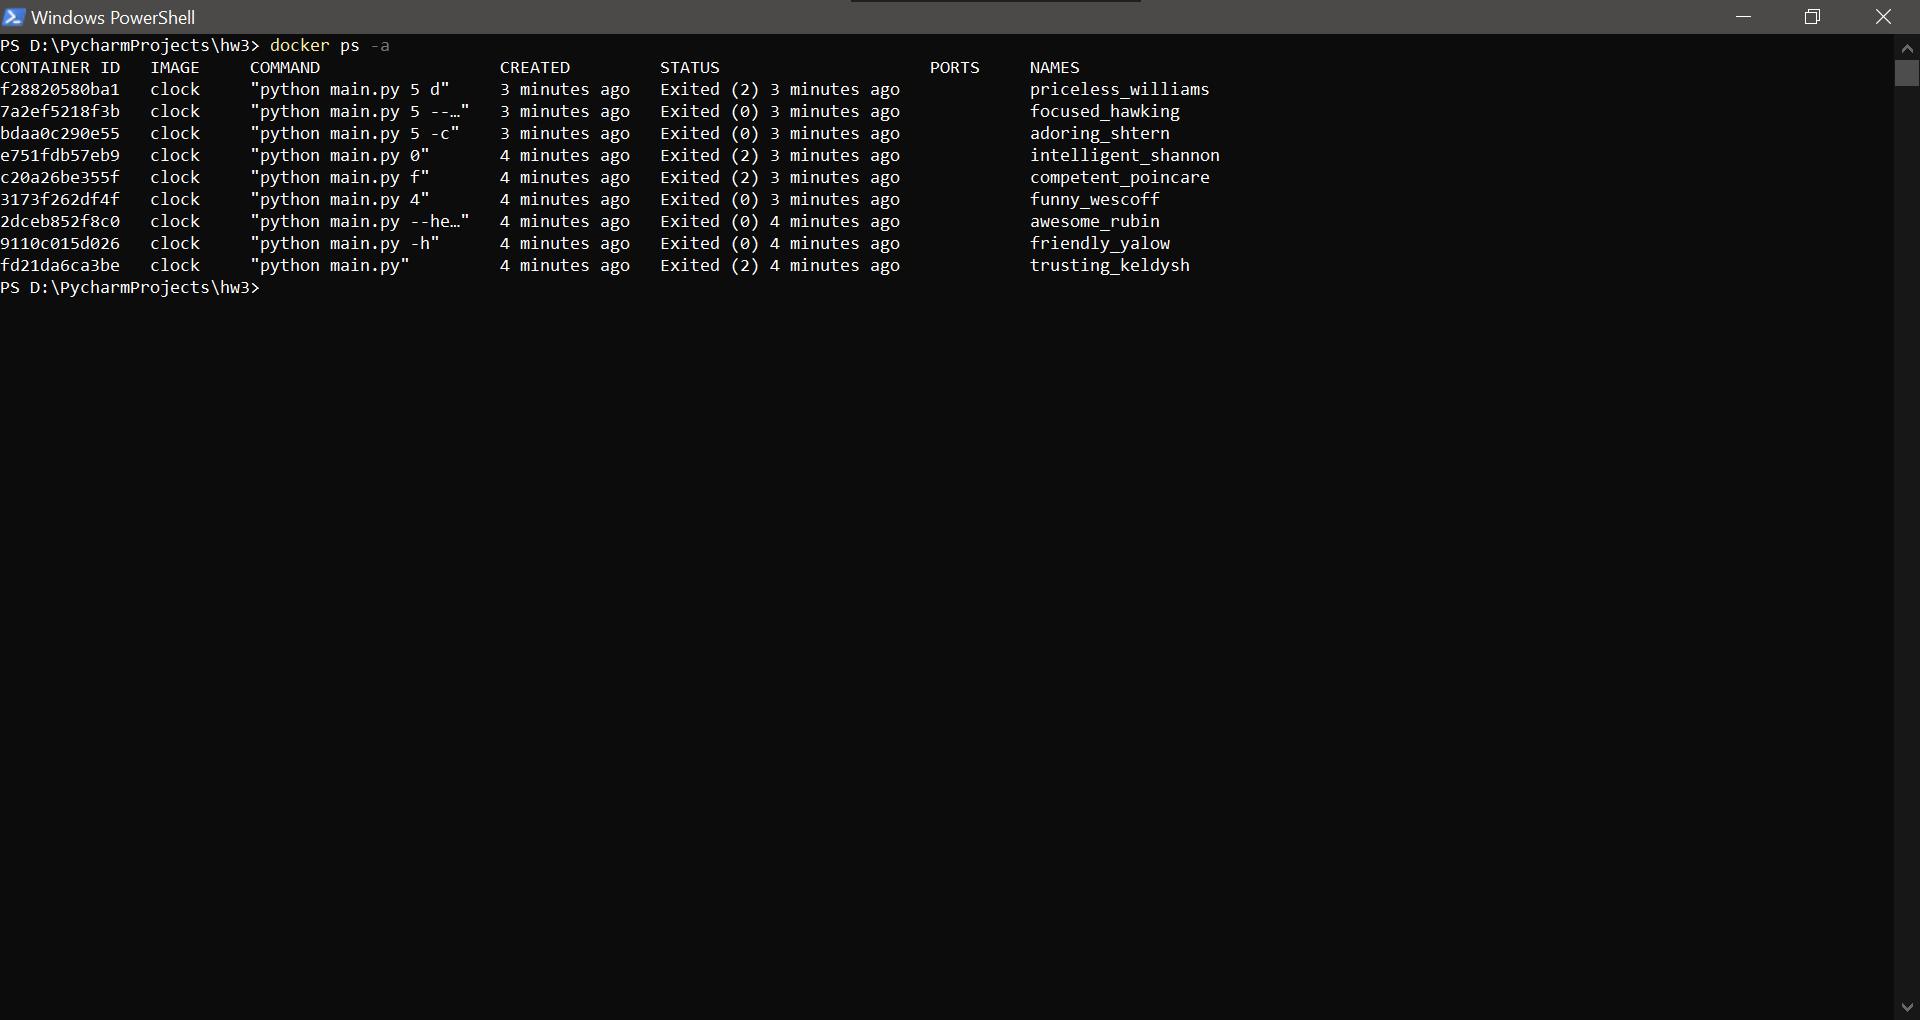 Windows PowerShell
PS D:\PycharmProjects\hw3> docker ps -a
CONTAINER ID   IMAGE     COMMAND                  CREATED         STATUS                     PORTS     NAMES
f28820580ba1   clock     "python main.py 5 d"     3 minutes ago   Exited (2) 3 minutes ago             priceless_williams
7a2ef5218f3b   clock     "python main.py 5 --…"   3 minutes ago   Exited (0) 3 minutes ago             focused_hawking
bdaa0c290e55   clock     "python main.py 5 -c"    3 minutes ago   Exited (0) 3 minutes ago             adoring_shtern
e751fdb57eb9   clock     "python main.py 0"       4 minutes ago   Exited (2) 3 minutes ago             intelligent_shannon
c20a26be355f   clock     "python main.py f"       4 minutes ago   Exited (2) 3 minutes ago             competent_poincare
3173f262df4f   clock     "python main.py 4"       4 minutes ago   Exited (0) 3 minutes ago             funny_wescoff
2dceb852f8c0   clock     "python main.py --he…"   4 minutes ago   Exited (0) 4 minutes ago             awesome_rubin
9110c015d026   clock     "python main.py -h"      4 minutes ago   Exited (0) 4 minutes ago             friendly_yalow
fd21da6ca3be   clock     "python main.py"         4 minutes ago   Exited (2) 4 minutes ago             trusting_keldysh
PS D:\PycharmProjects\hw3>